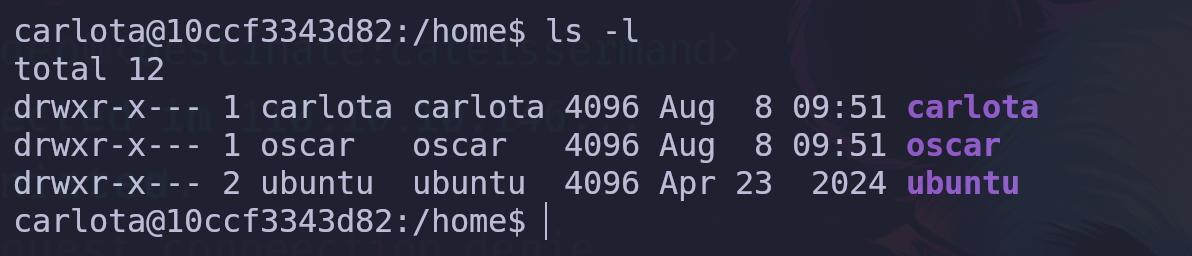 carlota@10ccf3343d82:/home$ ls -l
total 12
drwxr-x--- 1 carlota carlota 4096 Aug  8 09:51 carlota
drwxr-x--- 1 oscar   oscar   4096 Aug  8 09:51 oscar
drwxr-x--- 2 ubuntu  ubuntu  4096 Apr 23  2024 ubuntu
carlota@10ccf3343d82:/home$